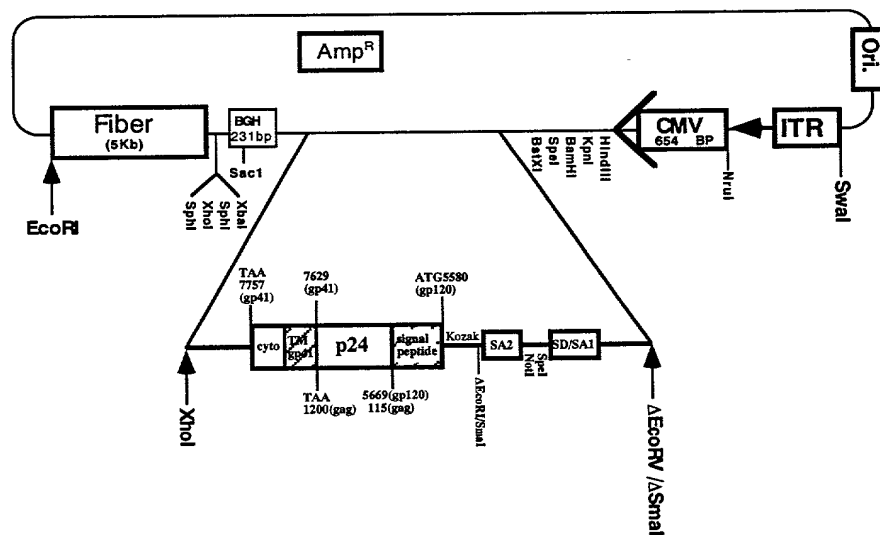 Amp^R
Ori.
Fiber
(5Kb)
BGH
231bp
CMV
654 BP
ITR
Sac1
SphI
XhoI
SphI
XbaI
BstXI
SpeI
BamHI
KpnI
HindIII
NruI
SwaI
EcoRI
TAA
7757
(gp41)
7629
(gp41)
ATG5580
(gp120)
cyto
TM
gp41
p24
signal
peptide
Kozak
SA2
NotI
SpeI
SD/SA1
TAA
1200(gag)
5669(gp120)
115(gag)
ΔEcoRI/SmaI
XhoI
ΔEcoRV /ΔSmaI